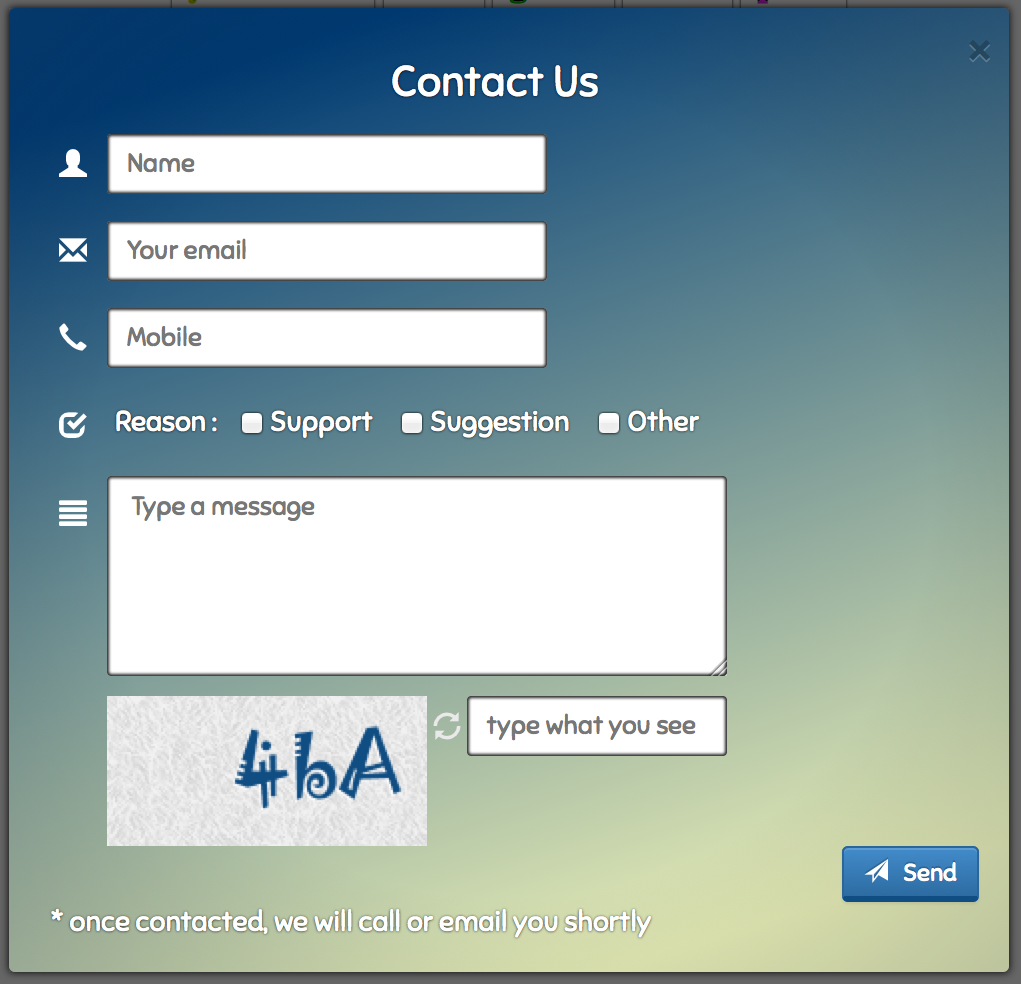 Contact Us
Name
Your email
Mobile
Reason : Support Suggestion Other
Type a message
4bA type what you see
Send
* once contacted, we will call or email you shortly